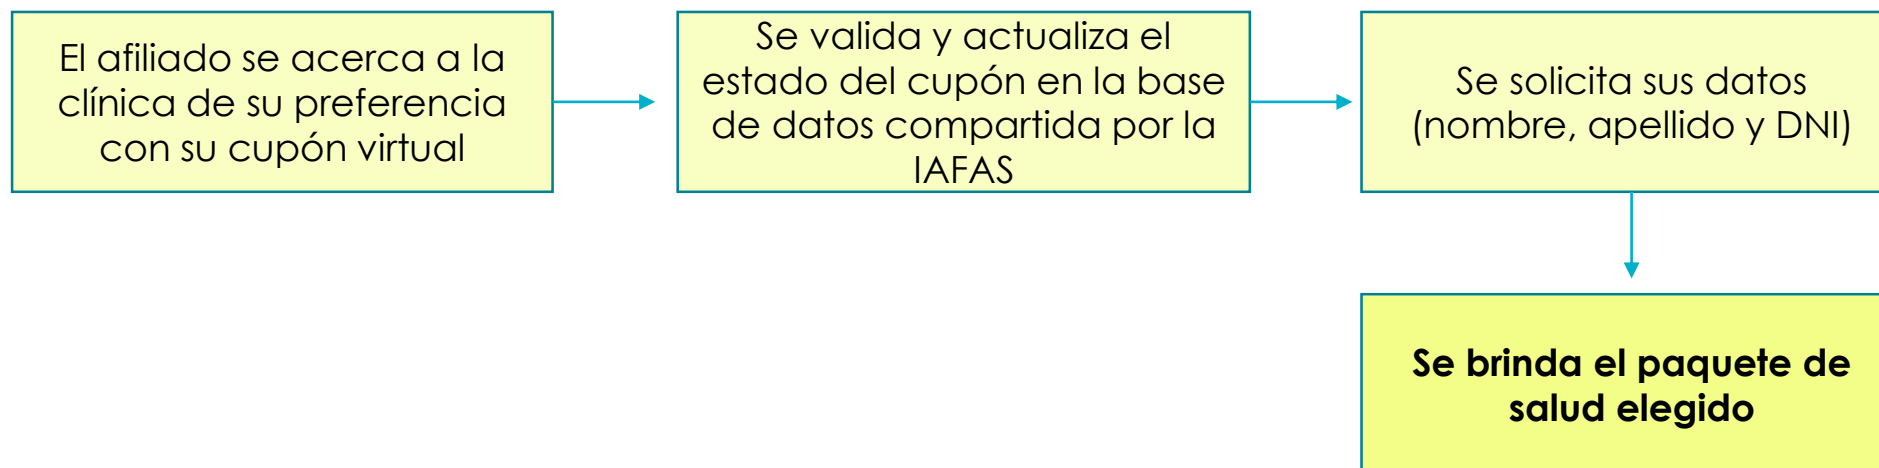 El afiliado se acerca a la
clínica de su preferencia
con su cupón virtual
Se valida y actualiza el
estado del cupón en la base
de datos compartida por la
IAFAS
Se solicita sus datos
(nombre, apellido y DNI)
Se brinda el paquete de
salud elegido